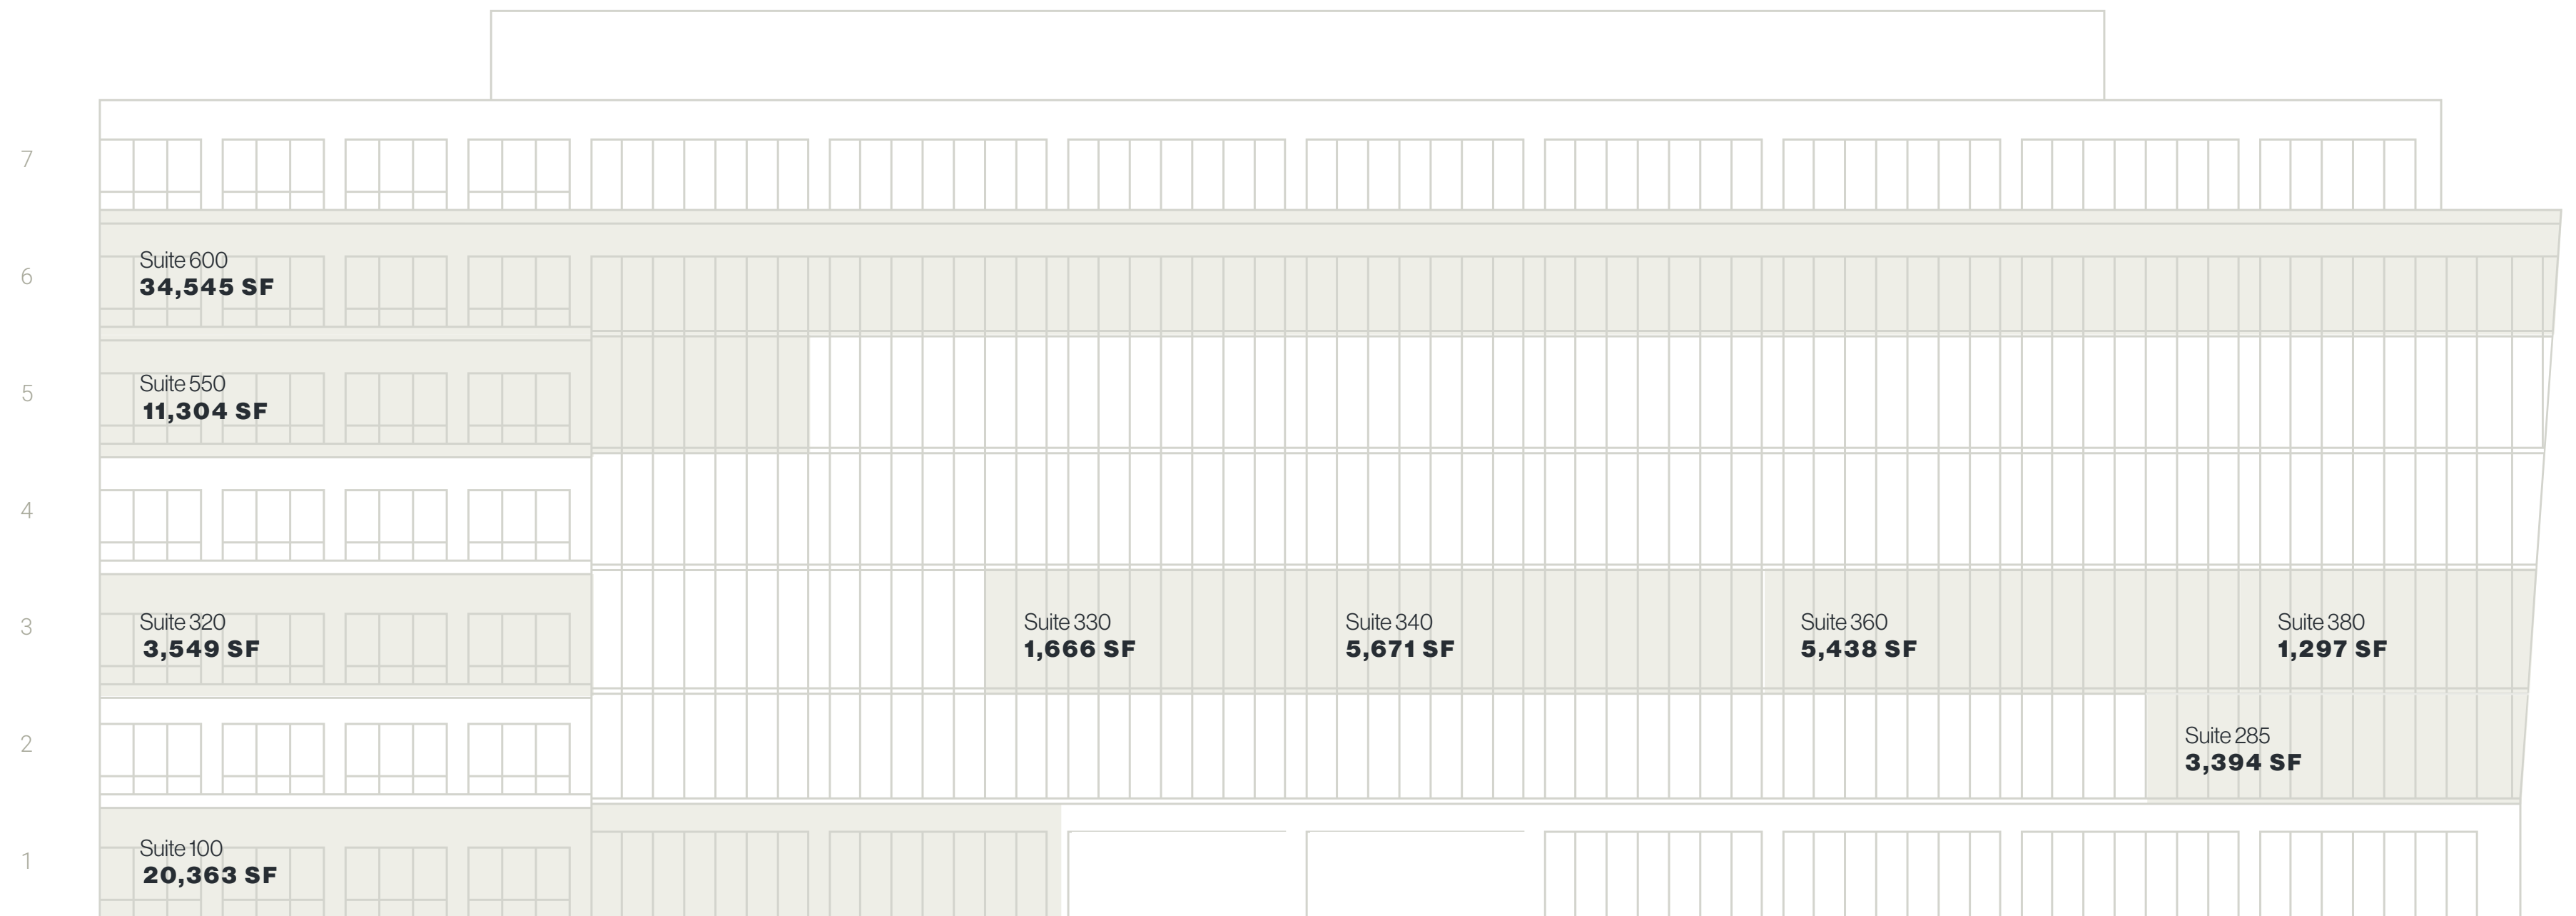 7
6
Suite 600
34,545 SF
5
Suite 550
11,304 SF
4
3
Suite 320
3,549 SF
Suite 330
1,666 SF
Suite 340
5,671 SF
Suite 360
5,438 SF
Suite 380
1,297 SF
2
Suite 285
3,394 SF
1
Suite 100
20,363 SF